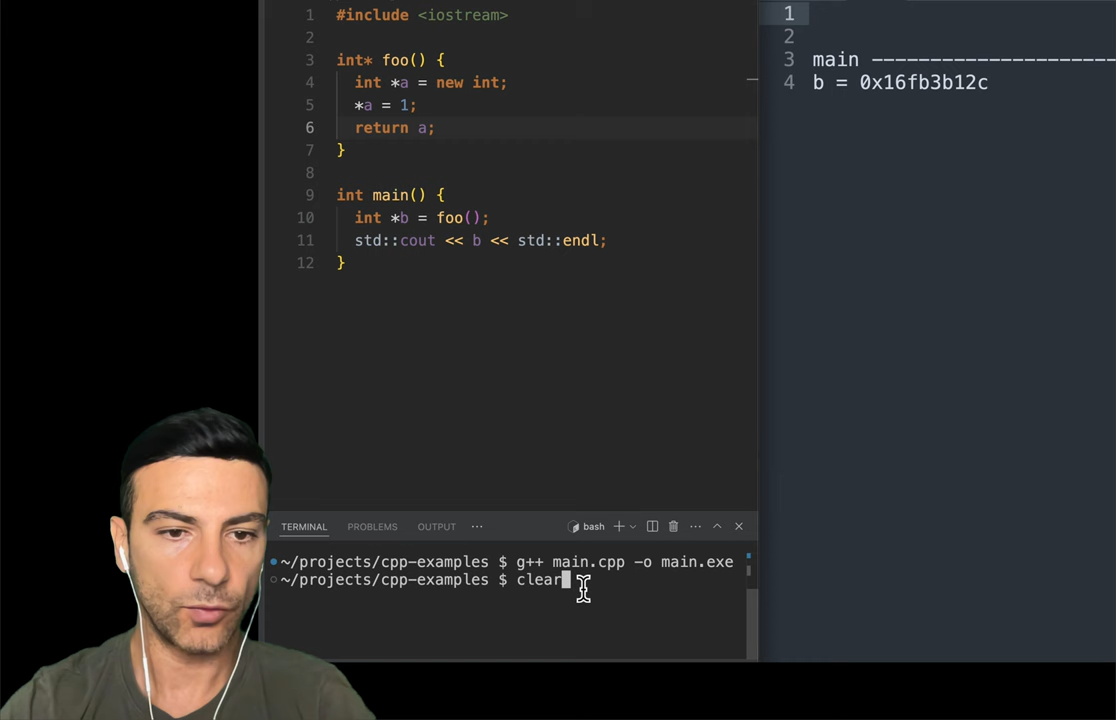 1 #include <iostream>
2
3 int* foo() {
4 int *a = new int;
5 *a = 1;
6 return a;
7 }
8
9 int main() {
10 int *b = foo();
11 std::cout << b << std::endl;
12 }
1
2
3 main ---------------------
4 b = 0x16fb3b12c
TERMINAL PROBLEMS OUTPUT ... bash
~/projects/cpp-examples $ g++ main.cpp -o main.exe
~/projects/cpp-examples $ clear